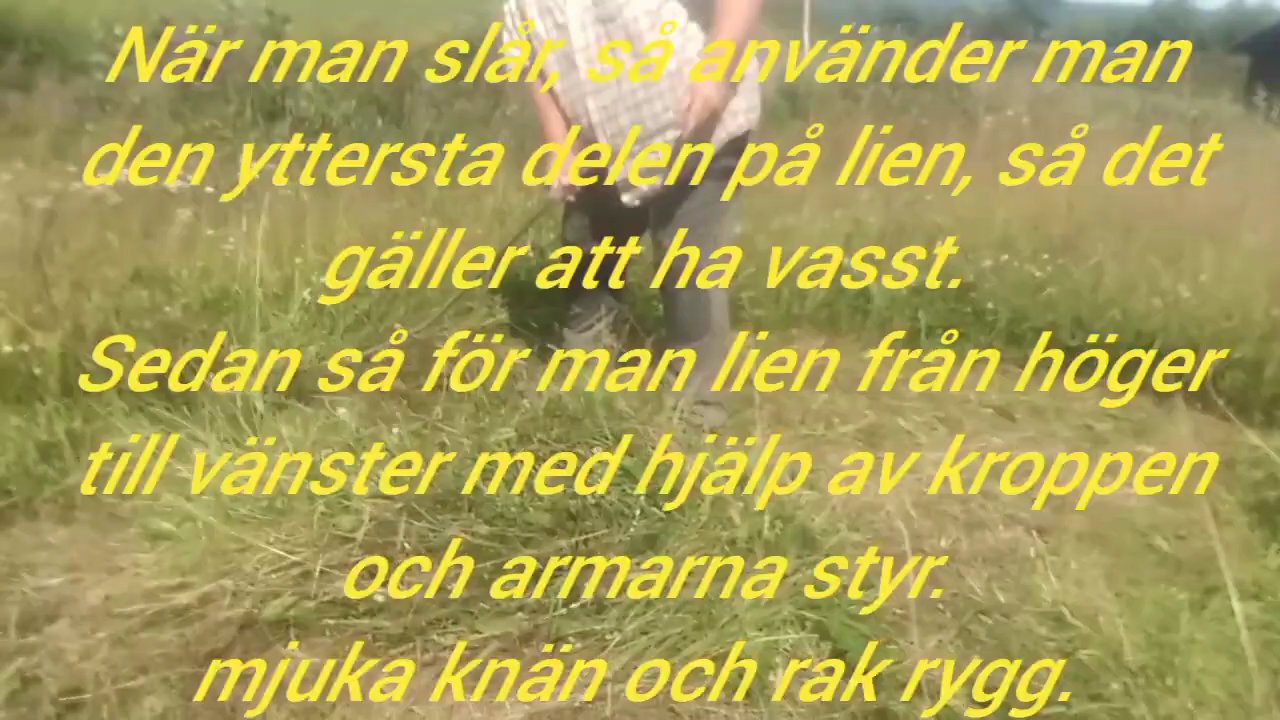 När man slår, så använder man
den yttersta delen på lien, så det
gäller att ha vasst.
Sedan så för man lien från höger
till vänster med hjälp av kroppen
och armarna styr.
mjuka knän och rak rygg.